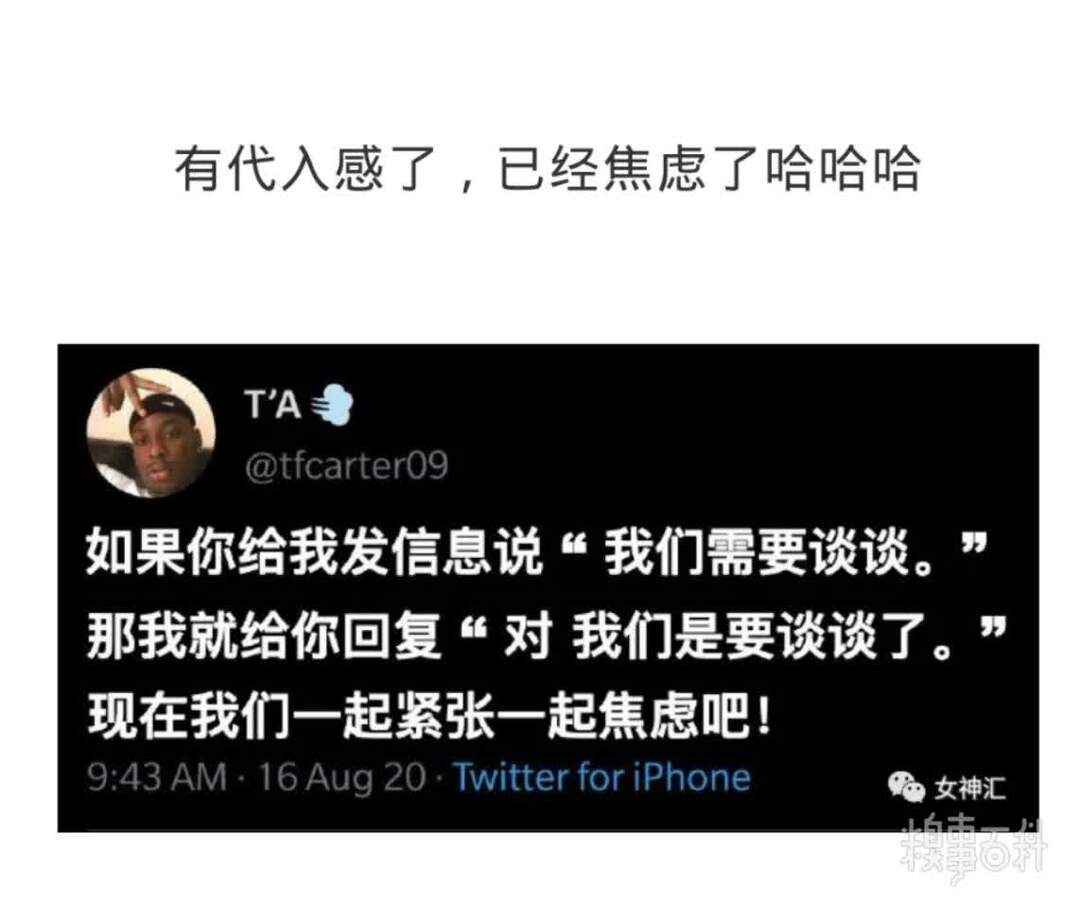 有代入感了，已经焦虑了哈哈哈
T'A💨
@tfcarter09
如果你给我发信息说“ 我们需要谈谈。”
那我就给你回复“ 对 我们是要谈谈了。”
现在我们一起紧张一起焦虑吧！
9:43 AM · 16 Aug 20 · Twitter for iPhone
女神汇
糗事百科